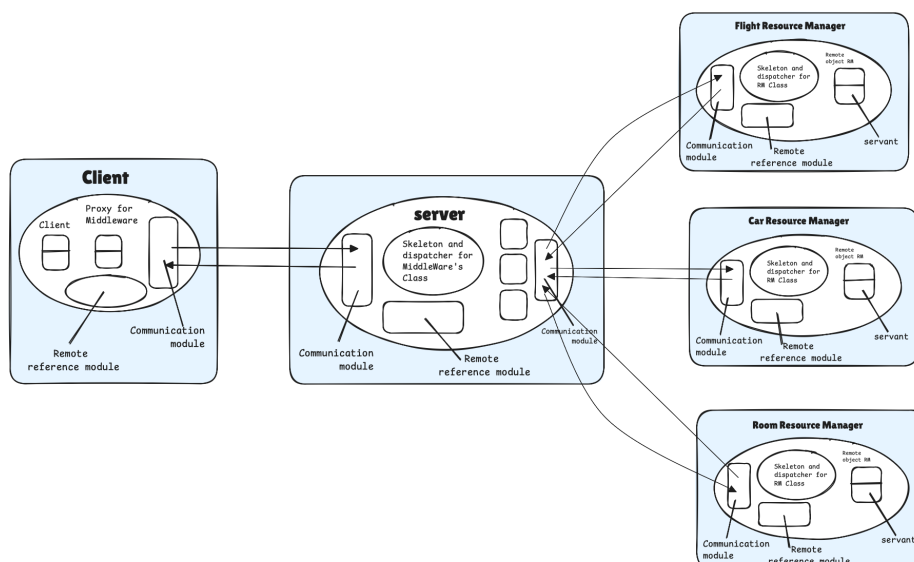 Client
Client
Proxy for
Middleware
Communication
module
Remote
reference module
server
Skeleton and
dispatcher for
MiddleWare's
Class
Communication
module
Remote
reference module
Communication
module
Flight Resource Manager
Skeleton and
dispatcher for
RM Class
Remote
object RM
servant
Communication
module
Remote
reference module
Car Resource Manager
Skeleton and
dispatcher for
RM Class
Remote
object RM
servant
Communication
module
Remote
reference module
Room Resource Manager
Skeleton and
dispatcher for
RM Class
Remote
object RM
servant
Communication
module
Remote
reference module